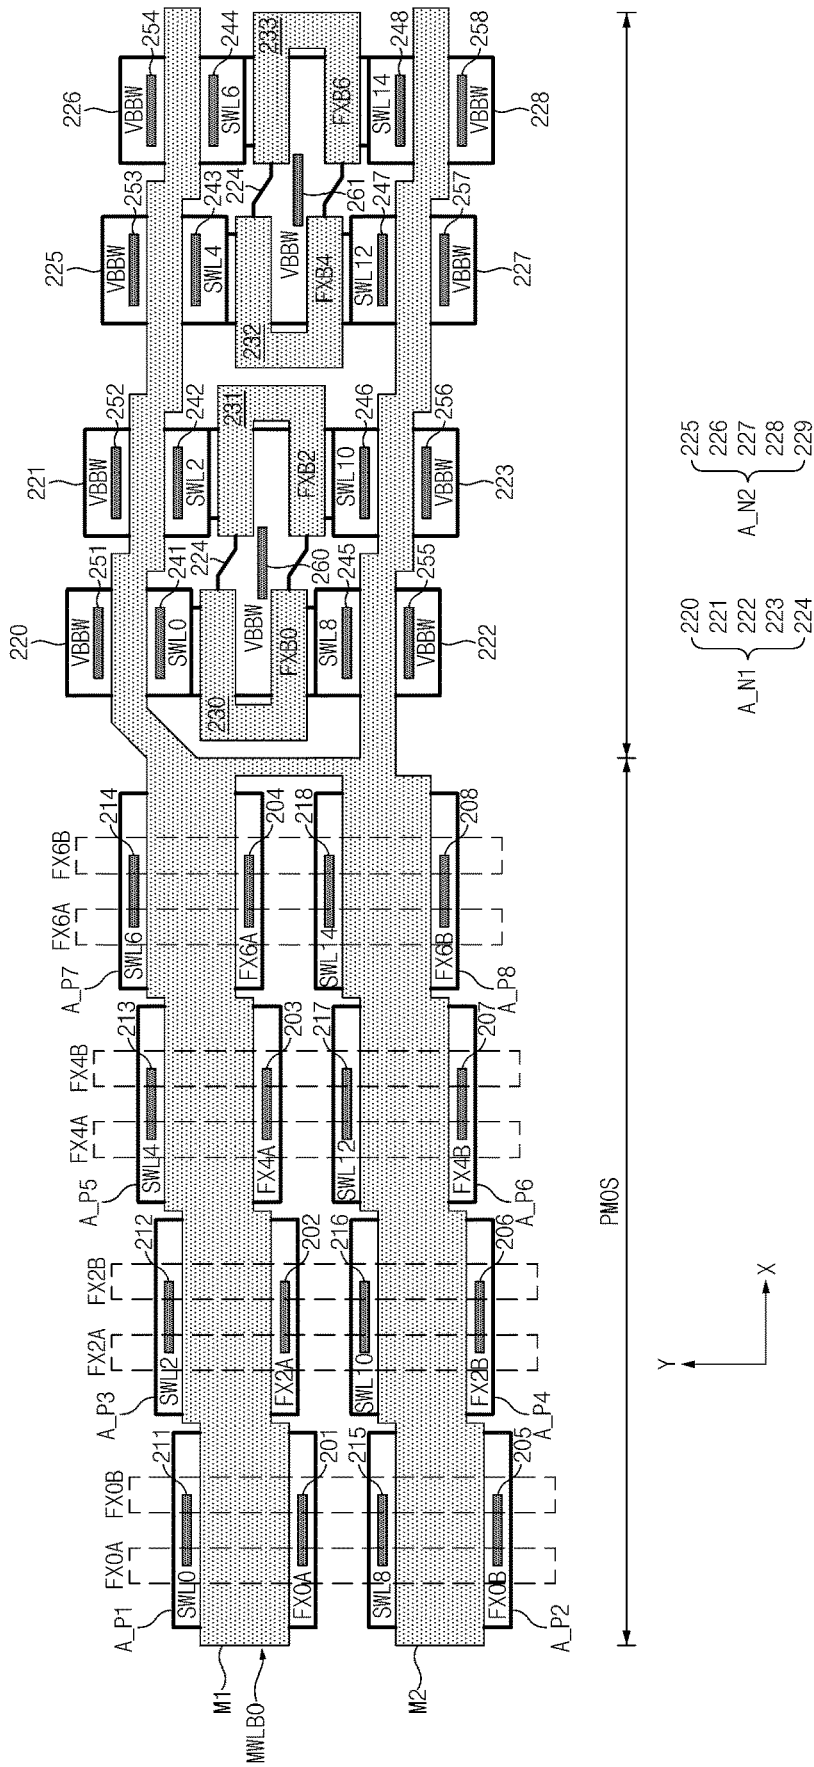 226
254
244
233
248
258
VBBW
SWL6
FXB6
SWL14
VBBW
228
225
253
243
224
261
247
257
VBBW
SWL4
VBBW
FXB4
SWL12
VBBW
227
232
221
252
242
231
246
256
VBBW
SWL2
FXB2
SWL10
VBBW
223
220
251
241
224
260
245
255
VBBW
SWL0
VBBW
FXB0
SWL8
VBBW
222
230
225
226
227
228
229
A_N2
220
221
222
223
224
A_N1
FX6B
FX6A
214
204
218
208
SWL6
FX6A
SWL14
FX6B
A_P7
A_P8
FX4B
FX4A
213
203
217
207
SWL4
FX4A
SWL12
FX4B
A_P5
A_P6
FX2B
FX2A
212
202
216
206
SWL2
FX2A
SWL10
FX2B
A_P3
A_P4
FX0B
FX0A
211
201
215
205
SWL0
FX0A
SWL8
FX0B
A_P1
A_P2
PMOS
M1
MWLB0
M2
Y
X